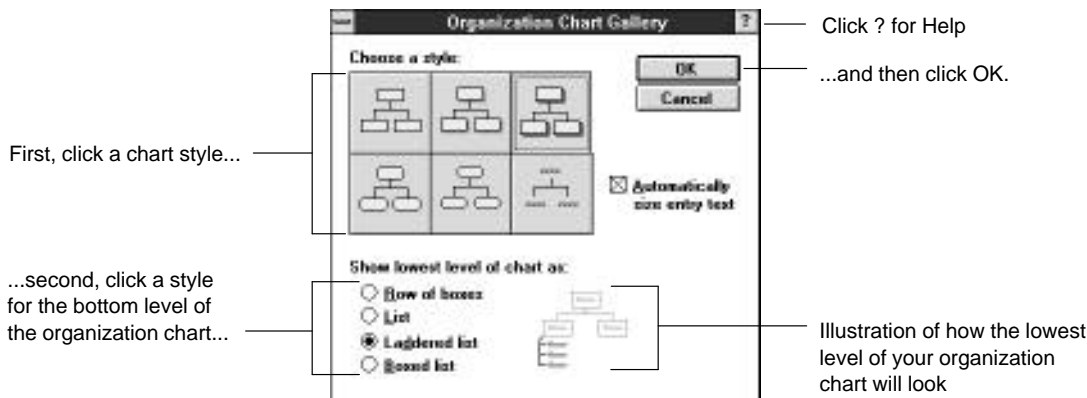 Organization Chart Gallery ?
Click ? for Help
Choose a style:
OK
...and then click OK.
Cancel
First, click a chart style...
Automatically
size entry text
Show lowest level of chart as:
...second, click a style
for the bottom level of
the organization chart...
Row of boxes
List
Laddered list
Boxed list
Illustration of how the lowest
level of your organization
chart will look